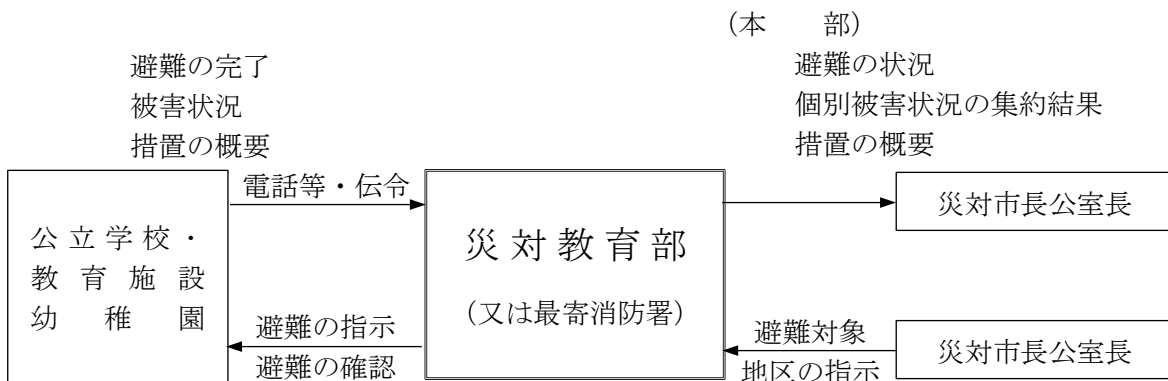 （本　　部）
避難の完了
被害状況
措置の概要
避難の状況
個別被害状況の集約結果
措置の概要
電話等・伝令
公立学校・
教育施設
幼稚園
災対教育部
（又は最寄消防署）
災対市長公室長
避難の指示
避難の確認
避難対象
地区の指示
災対市長公室長